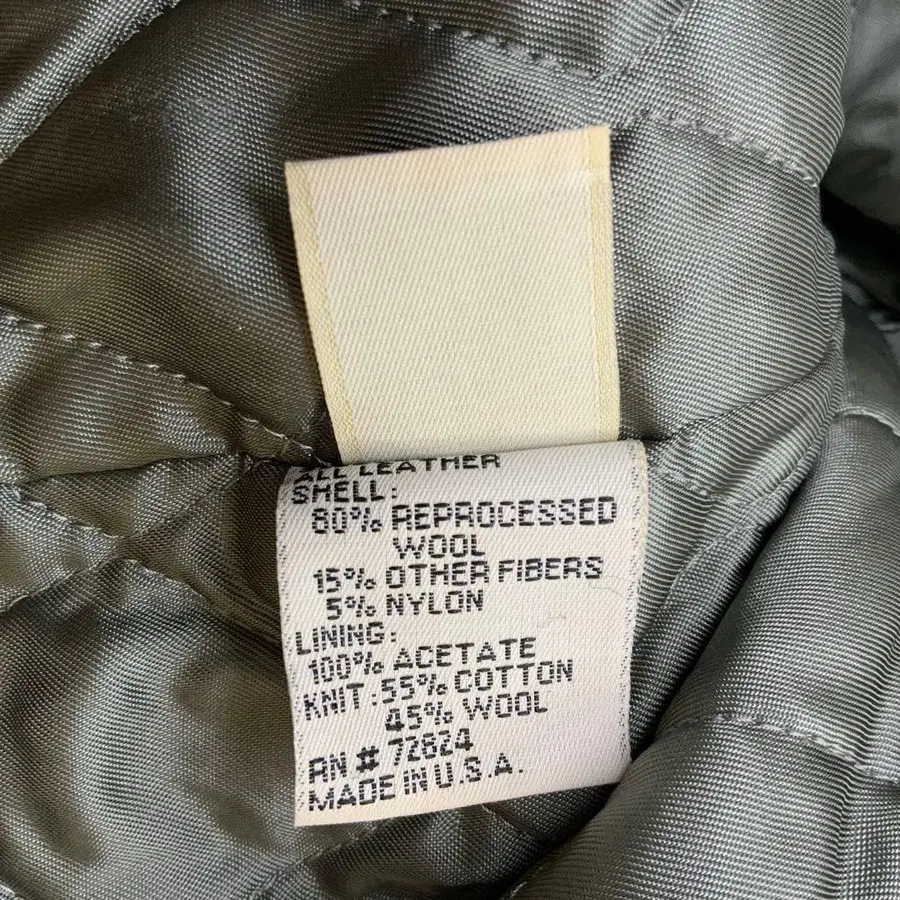 ALL LEATHER
SHELL:
80% REPROCESSED
WOOL
15% OTHER FIBERS
5% NYLON
LINING:
100% ACETATE
KNIT: 55% COTTON
45% WOOL
RN # 72824
MADE IN U.S.A.